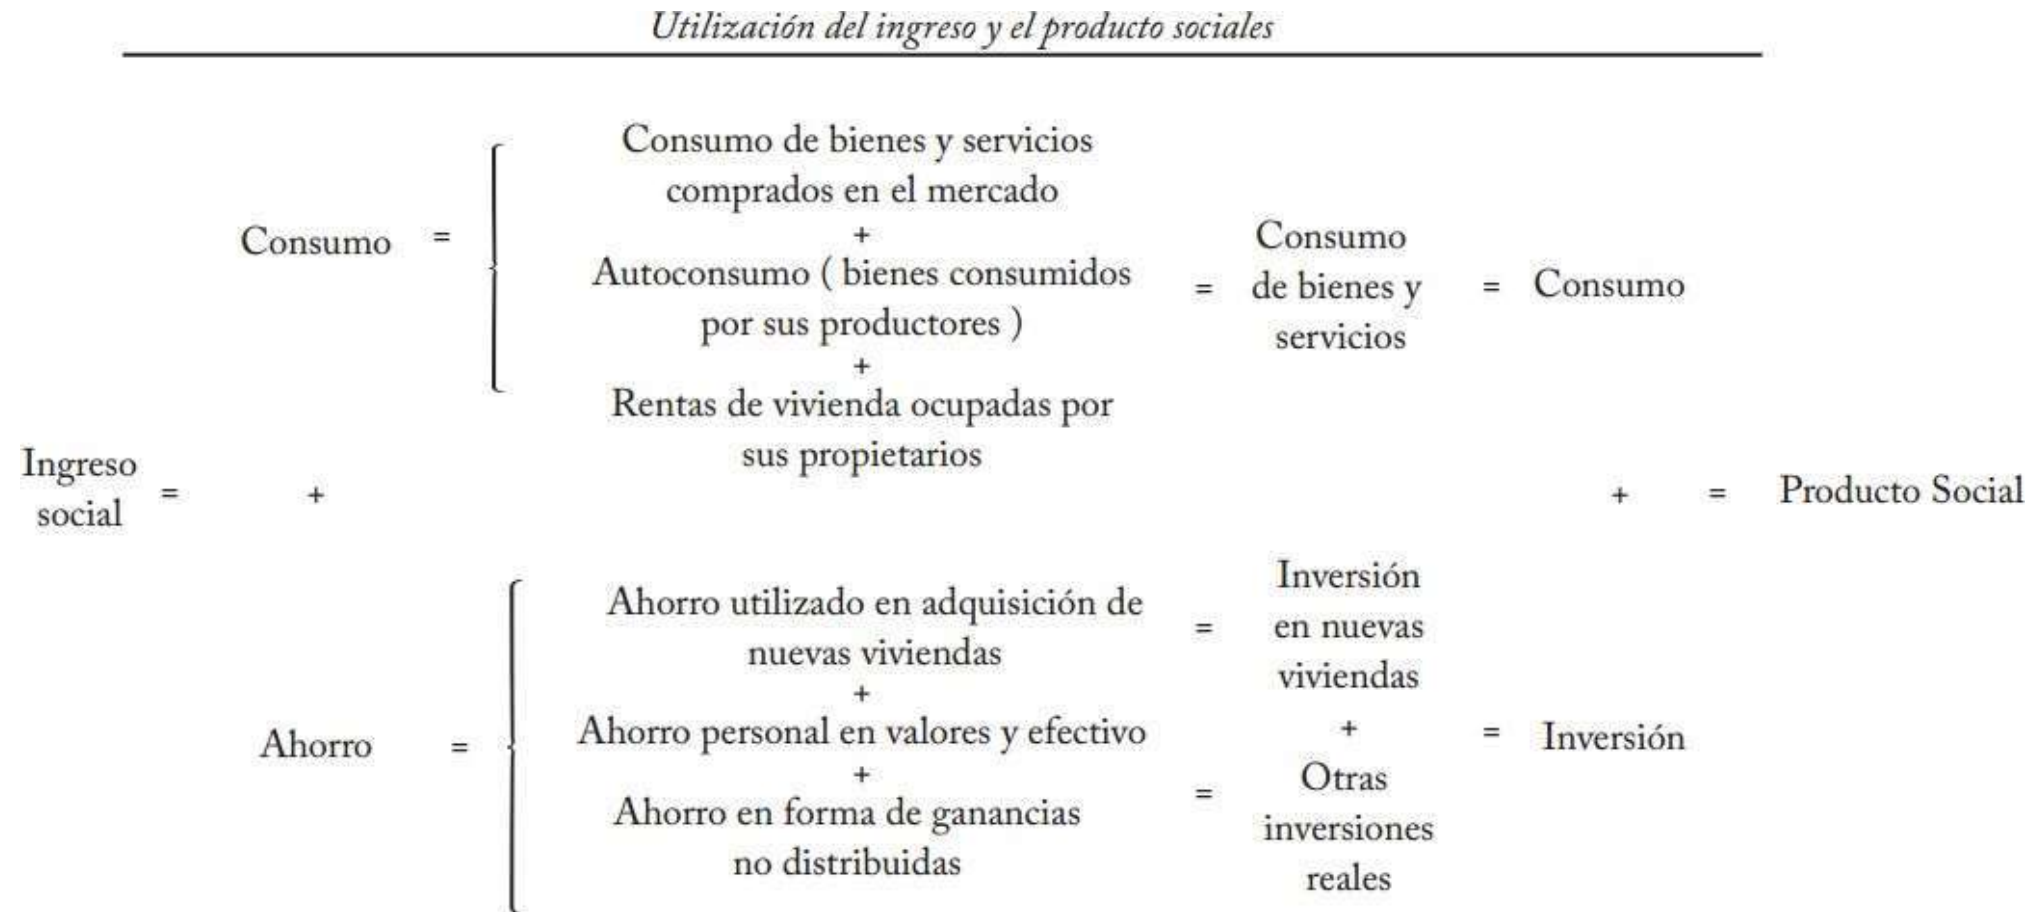 Utilización del ingreso y el producto sociales
Consumo =
Consumo de bienes y servicios
comprados en el mercado
+
Autoconsumo ( bienes consumidos
por sus productores )
+
Rentas de vivienda ocupadas por
sus propietarios
=
Consumo
de bienes y
servicios
= Consumo
Ingreso
social
= + + = Producto Social
Ahorro =
Ahorro utilizado en adquisición de
nuevas viviendas
+
Ahorro personal en valores y efectivo
+
Ahorro en forma de ganancias
no distribuidas
=
Inversión
en nuevas
viviendas
+
=
Otras
inversiones
reales
= Inversión